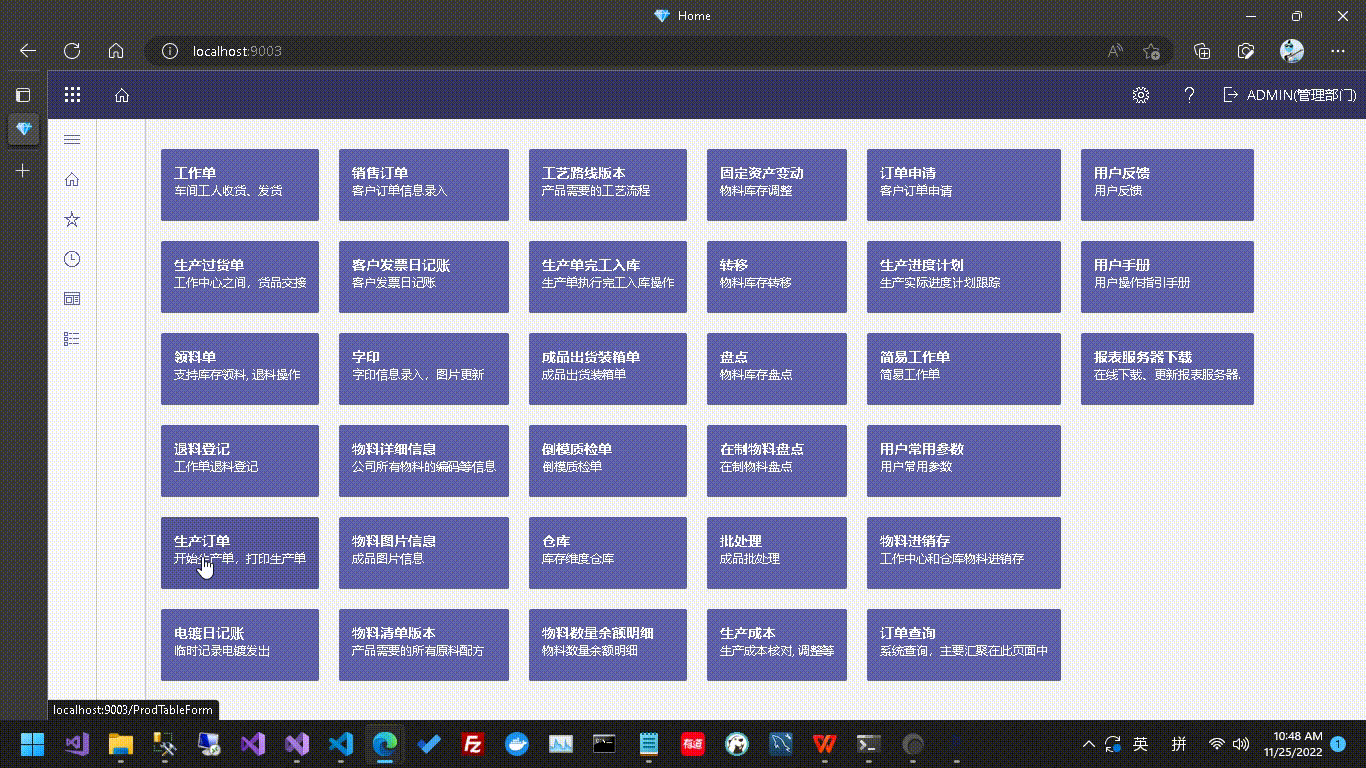 Home
localhost:9003
ADMIN(管理部门)
工作单
车间工人收货、发货
销售订单
客户订单信息录入
工艺路线版本
产品需要的工艺流程
固定资产变动
物料库存调整
订单申请
客户订单申请
用户反馈
用户反馈
生产过货单
工作中心之间，货品交接
客户发票日记账
客户发票日记账
生产单完工入库
生产单执行完工入库操作
转移
物料库存转移
生产进度计划
生产实际进度计划跟踪
用户手册
用户操作指引手册
领料单
支持库存领料, 退料操作
字印
字印信息录入，图片更新
成品出货装箱单
成品出货装箱单
盘点
物料库存盘点
简易工作单
简易工作单
报表服务器下载
在线下载、更新报表服务器.
退料登记
工作单退料登记
物料详细信息
公司所有物料的编码等信息
倒模质检单
倒模质检单
在制物料盘点
在制物料盘点
用户常用参数
用户常用参数
生产订单
开始生产单，打印生产单
物料图片信息
成品图片信息
仓库
库存维度仓库
批处理
成品批处理
物料进销存
工作中心和仓库物料进销存
电镀日记账
临时记录电镀发出
物料清单版本
产品需要的所有原料配方
物料数量余额明细
物料数量余额明细
生产成本
生产成本核对, 调整等
订单查询
系统查询，主要汇聚在此页面中
localhost:9003/ProdTableForm
有道
英
拼
10:48 AM
11/25/2022
1